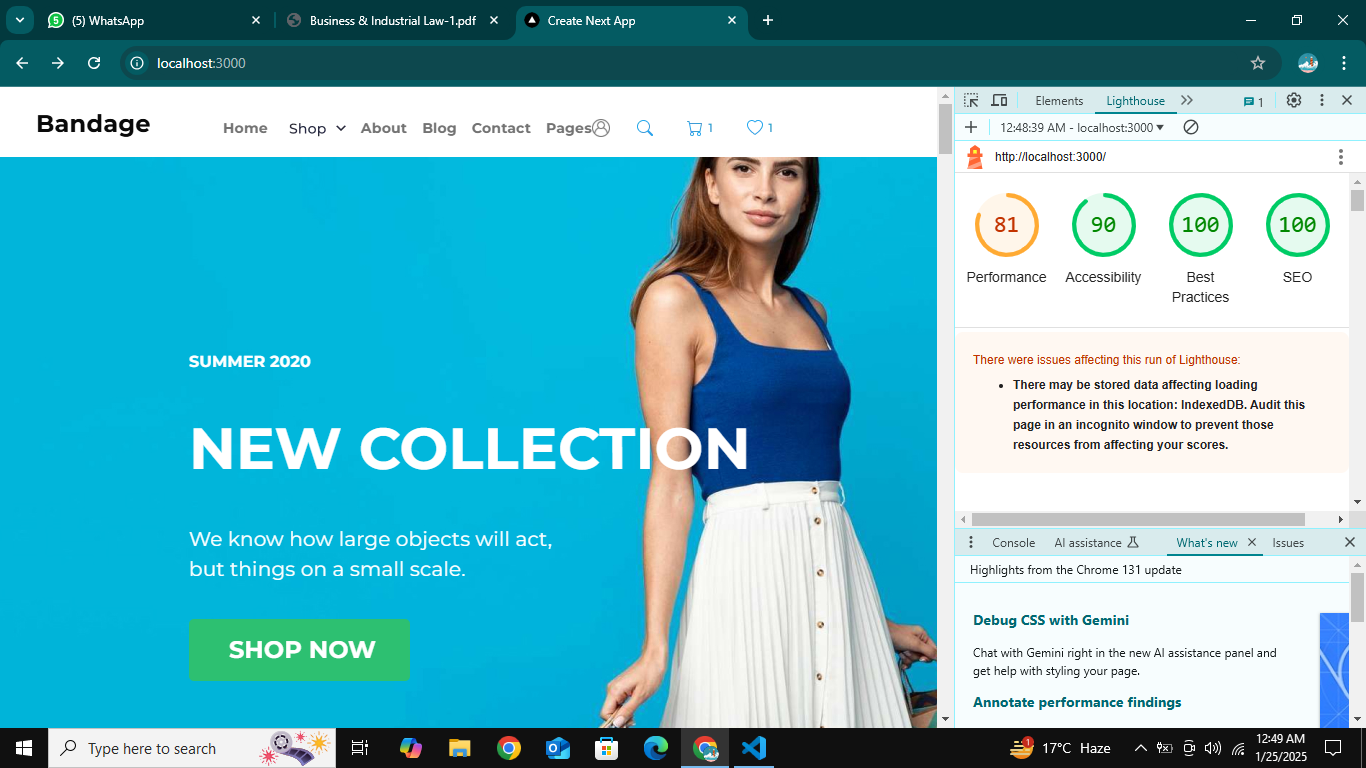 5
(5) WhatsApp
Business & Industrial Law-1.pdf
Create Next App
localhost:3000
Bandage
Home
Shop
About
Blog
Contact
Pages
1
1
SUMMER 2020
NEW COLLECTION
We know how large objects will act,
but things on a small scale.
SHOP NOW
Elements
Lighthouse
1
12:48:39 AM - localhost:3000
http://localhost:3000/
81
90
100
100
Performance
Accessibility
Best
Practices
SEO
There were issues affecting this run of Lighthouse:
There may be stored data affecting loading
performance in this location: IndexedDB. Audit this
page in an incognito window to prevent those
resources from affecting your scores.
Console
AI assistance
What's new
Issues
Highlights from the Chrome 131 update
Debug CSS with Gemini
Chat with Gemini right in the new AI assistance panel and
get help with styling your page.
Annotate performance findings
Type here to search
1
17°C Haze
12:49 AM
1/25/2025